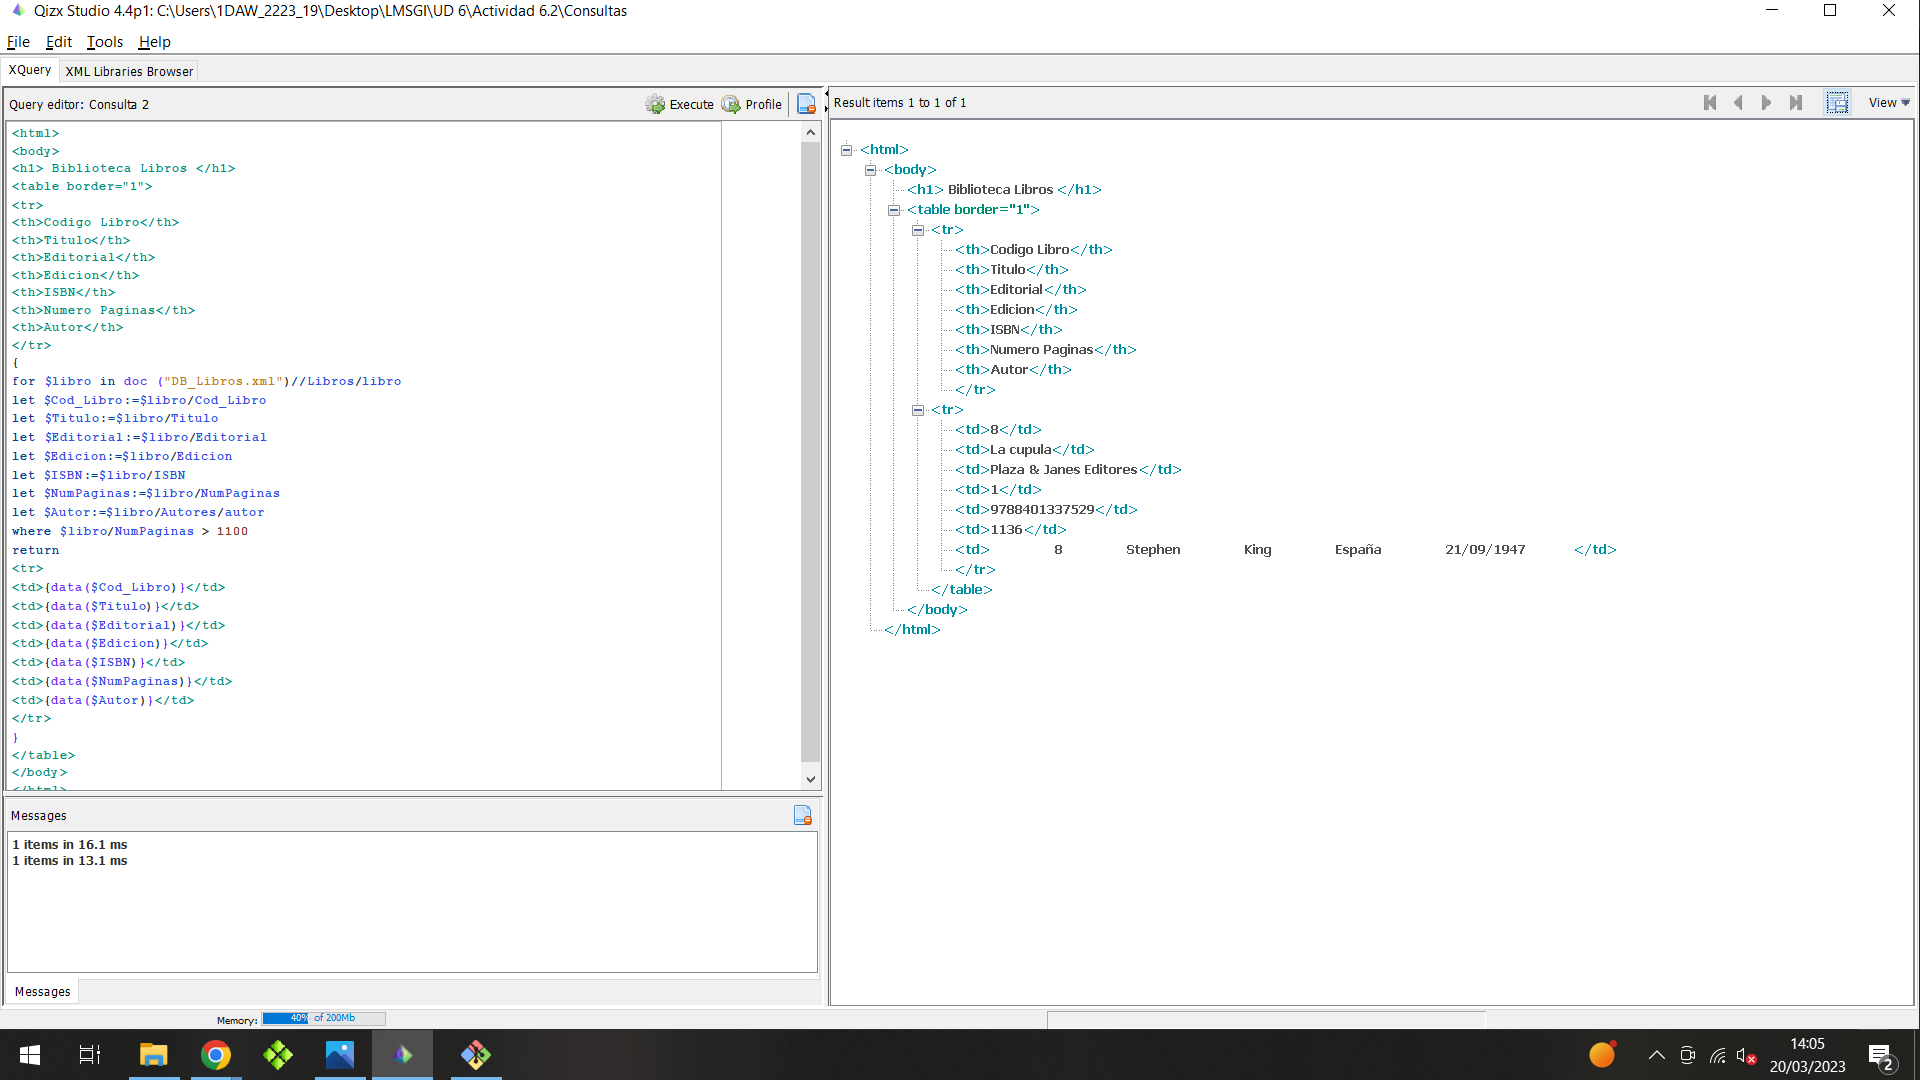 Qizx Studio 4.4p1: C:\Users\1DAW_2223_19\Desktop\LMSGI\UD 6\Actividad 6.2\Consultas
File Edit Tools Help
XQuery XML Libraries Browser
Query editor: Consulta 2 Execute Profile
<html>
<body>
<h1> Biblioteca Libros </h1>
<table border="1">
<tr>
<th>Codigo Libro</th>
<th>Titulo</th>
<th>Editorial</th>
<th>Edicion</th>
<th>ISBN</th>
<th>Numero Paginas</th>
<th>Autor</th>
</tr>
{
for $libro in doc ("DB_Libros.xml")//Libros/libro
let $Cod_Libro:=$libro/Cod_Libro
let $Titulo:=$libro/Titulo
let $Editorial:=$libro/Editorial
let $Edicion:=$libro/Edicion
let $ISBN:=$libro/ISBN
let $NumPaginas:=$libro/NumPaginas
let $Autor:=$libro/Autores/autor
where $libro/NumPaginas > 1100
return
<tr>
<td>{data($Cod_Libro)}</td>
<td>{data($Titulo)}</td>
<td>{data($Editorial)}</td>
<td>{data($Edicion)}</td>
<td>{data($ISBN)}</td>
<td>{data($NumPaginas)}</td>
<td>{data($Autor)}</td>
</tr>
}
</table>
</body>
</html>
Messages
1 items in 16.1 ms
1 items in 13.1 ms
Messages
Memory: 40% of 200Mb
Result items 1 to 1 of 1 View
<html>
<body>
<h1> Biblioteca Libros </h1>
<table border="1">
<tr>
<th>Codigo Libro</th>
<th>Titulo</th>
<th>Editorial</th>
<th>Edicion</th>
<th>ISBN</th>
<th>Numero Paginas</th>
<th>Autor</th>
</tr>
<tr>
<td>8</td>
<td>La cupula</td>
<td>Plaza & Janes Editores</td>
<td>1</td>
<td>9788401337529</td>
<td>1136</td>
<td> 8 Stephen King España 21/09/1947 </td>
</tr>
</table>
</body>
</html>
14:05
20/03/2023
2